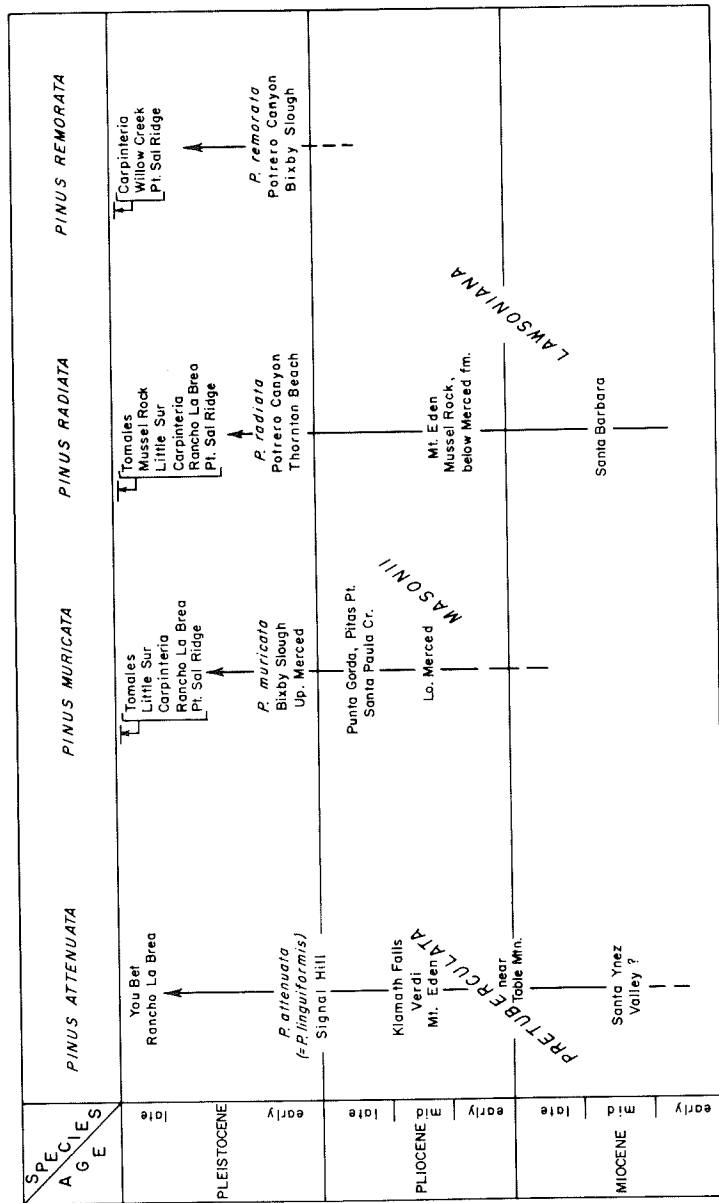 SPECIES
AGE
PINUS ATTENUATA
PINUS MURICATA
PINUS RADIATA
PINUS REMORATA
PLEISTOCENE
late
early
You Bet
Rancho La Brea
P. attenuata
(=P. linguiformis)
Signal Hill
Tomales
Little Sur
Carpinteria
Rancho La Brea
Pt. Sal Ridge
P. muricata
Bixby Slough
Up. Merced
Tomales
Mussel Rock
Little Sur
Carpinteria
Rancho La Brea
Pt. Sal Ridge
P. radiata
Potrero Canyon
Thornton Beach
Carpinteria
Willow Creek
Pt. Sal Ridge
P. remorata
Potrero Canyon
Bixby Slough
PLIOCENE
late
mid.
early
Klamath Falls
Verdi
Mt. Eden
near
Table Mtn.
PRETUBERCULATA
Punta Gorda, Pitas Pt.
Santa Paula Cr.
Lo. Merced
MASONII
Mt. Eden
Mussel Rock,
below Merced fm.
LAWSONIANA
MIOCENE
late
mid
early
Santa Ynez
Valley ?
Santa Barbara